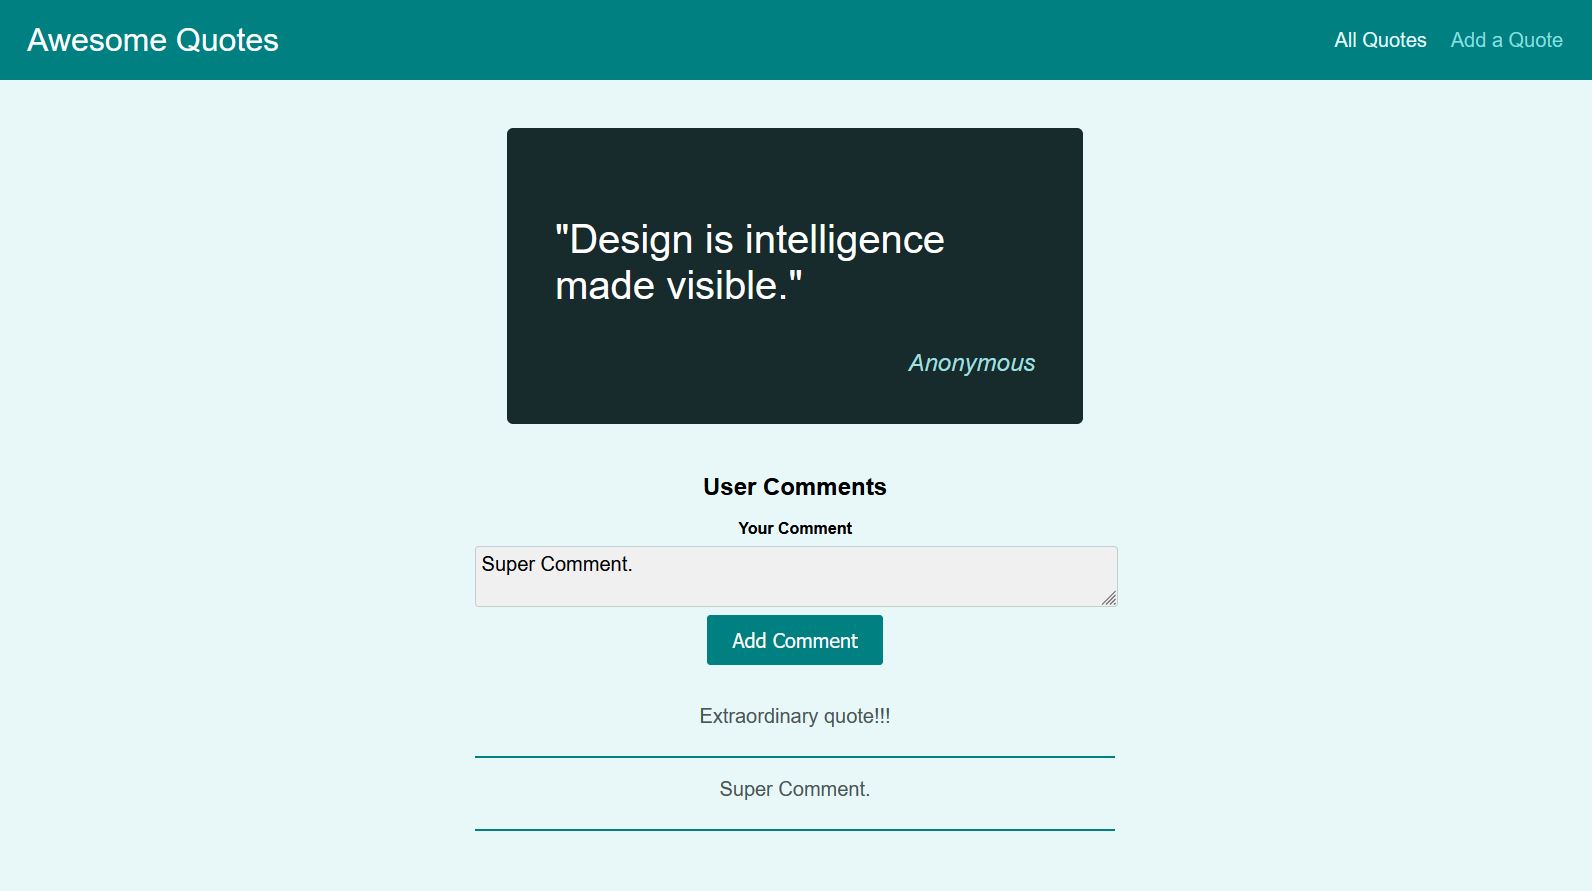 Awesome Quotes
All Quotes
Add a Quote
"Design is intelligence
made visible."
Anonymous
User Comments
Your Comment
Super Comment.
Add Comment
Extraordinary quote!!!
Super Comment.